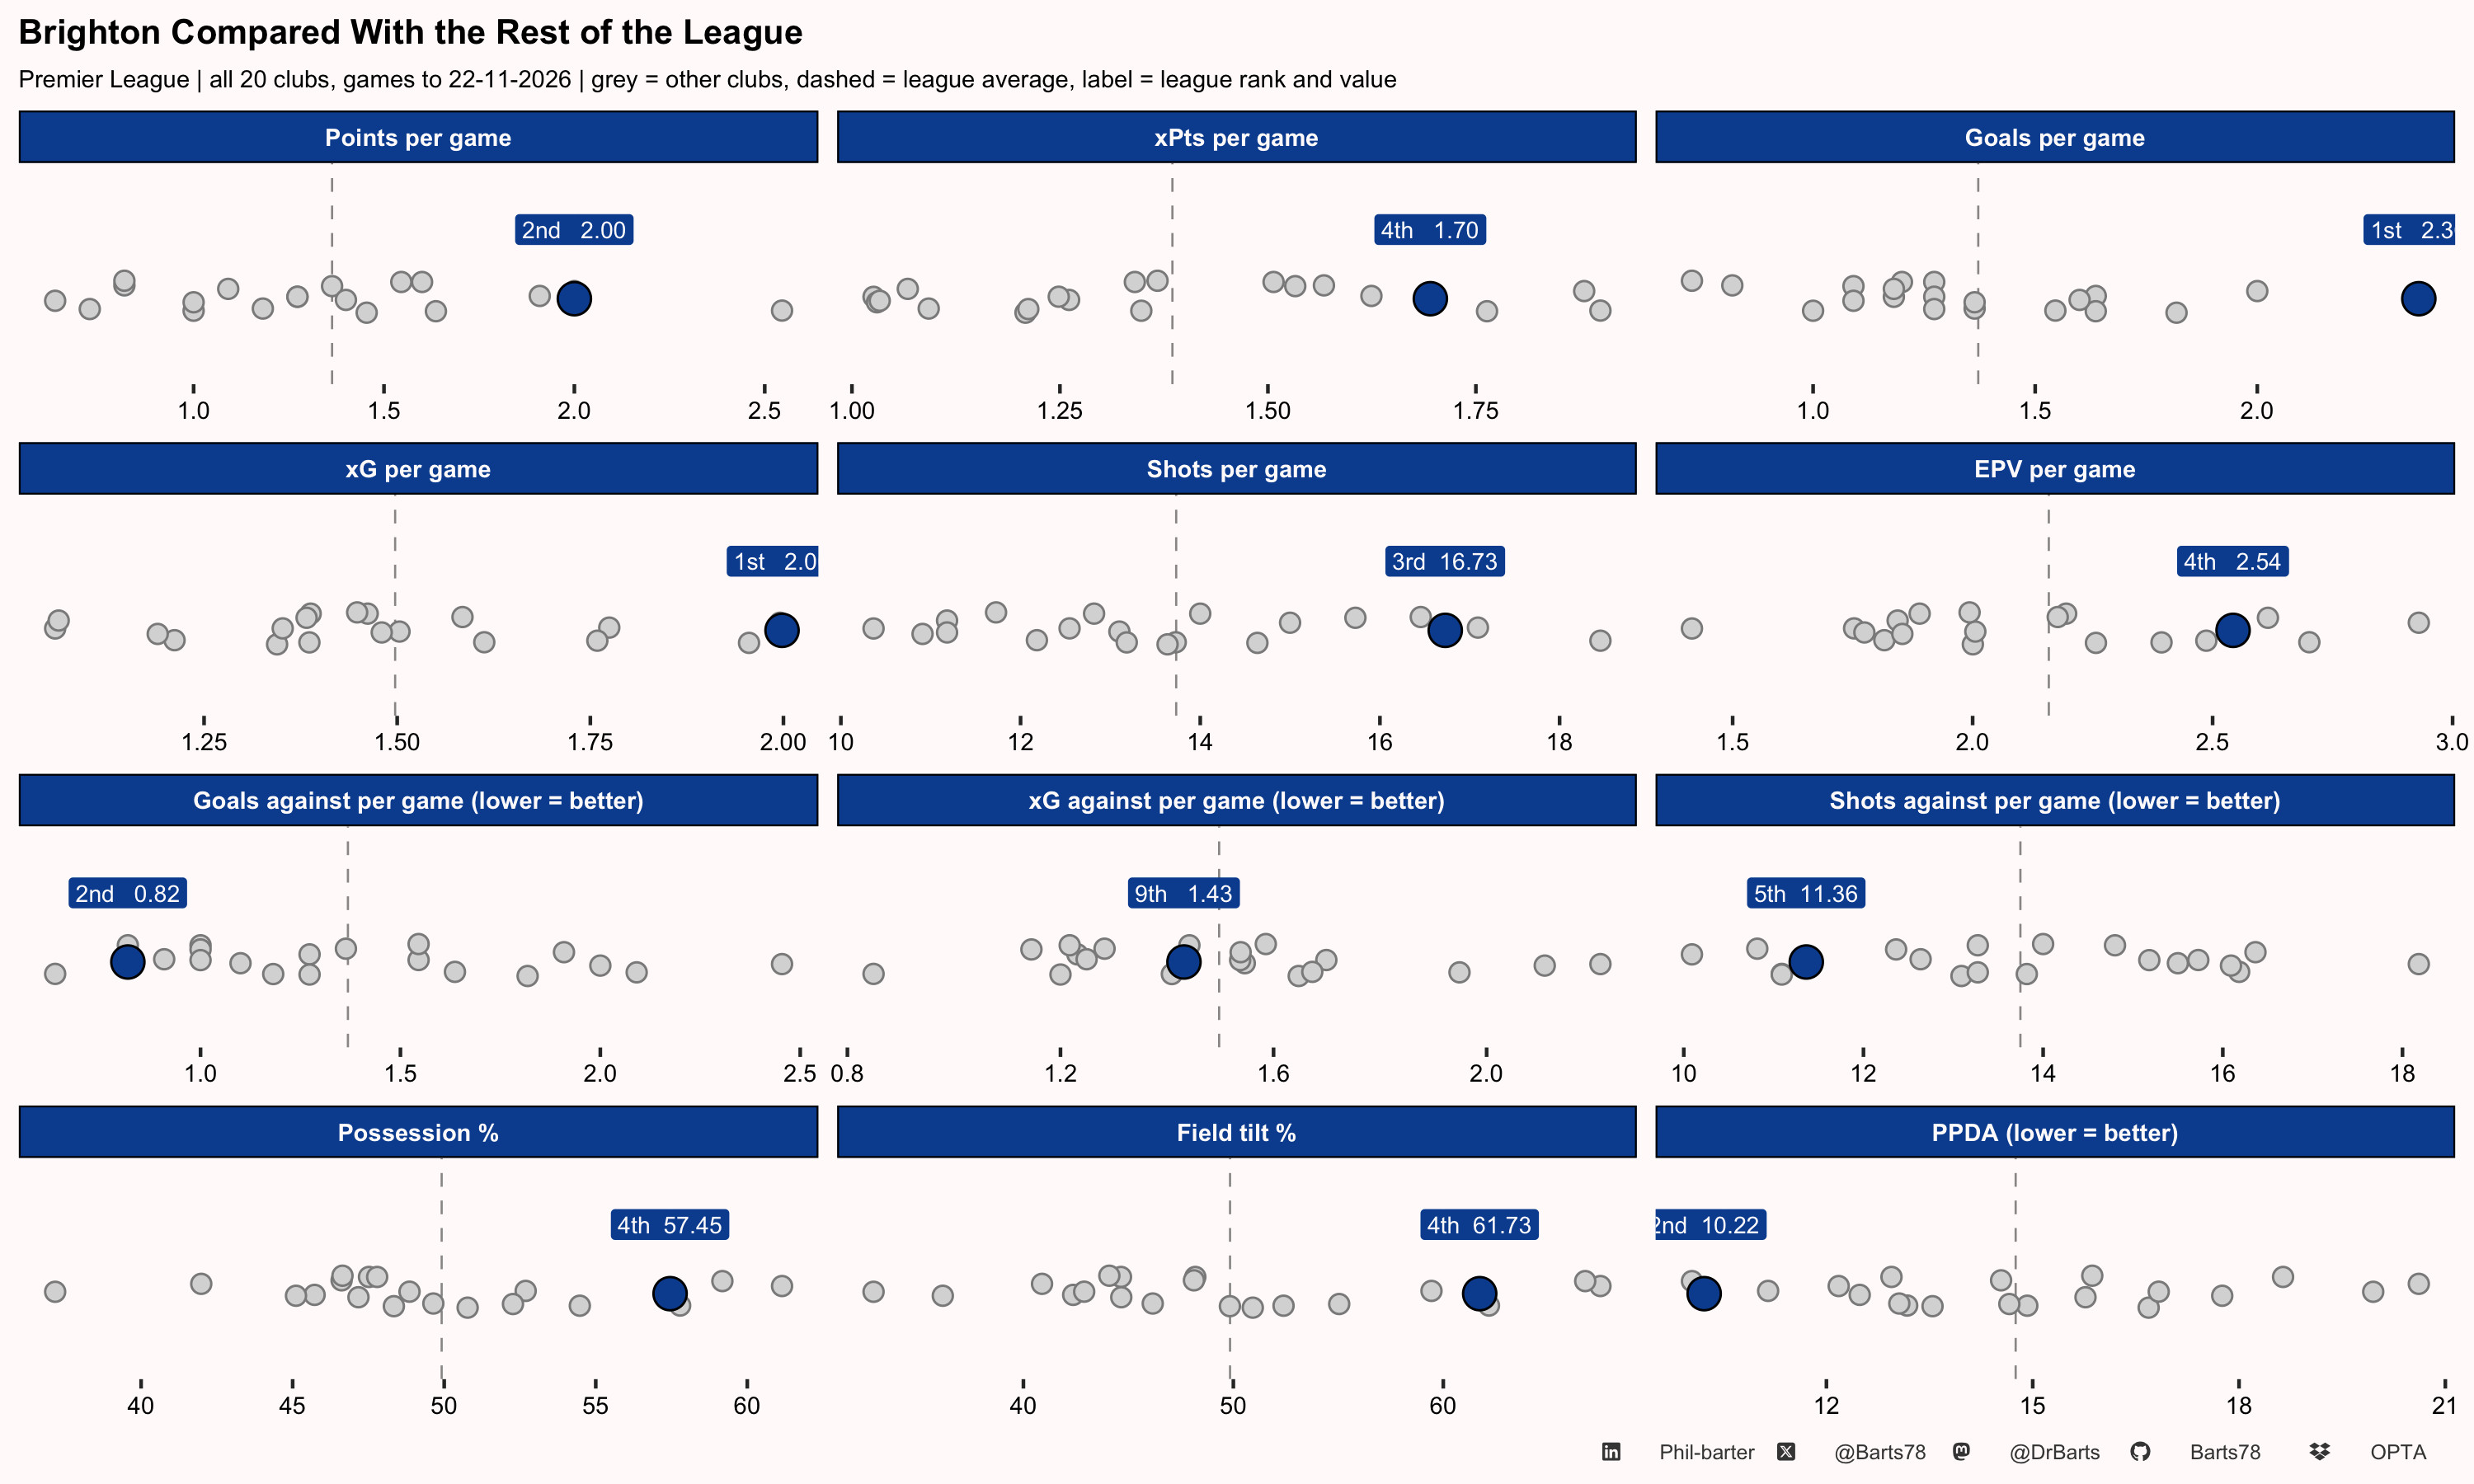 Brighton Compared With the Rest of the League
Premier League | all 20 clubs, games to 22-11-2026 | grey = other clubs, dashed = league average, label = league rank and value
Points per game
2nd 2.00
1.0 1.5 2.0 2.5
xPts per game
4th 1.70
1.00 1.25 1.50 1.75
Goals per game
1st 2.3
1.0 1.5 2.0
xG per game
1st 2.0
1.25 1.50 1.75 2.00
Shots per game
3rd 16.73
10 12 14 16 18
EPV per game
4th 2.54
1.5 2.0 2.5 3.0
Goals against per game (lower = better)
2nd 0.82
1.0 1.5 2.0 2.5
xG against per game (lower = better)
9th 1.43
0.8 1.2 1.6 2.0
Shots against per game (lower = better)
5th 11.36
10 12 14 16 18
Possession %
4th 57.45
40 45 50 55 60
Field tilt %
4th 61.73
40 50 60
PPDA (lower = better)
2nd 10.22
12 15 18 21
Phil-barter @Barts78 @DrBarts Barts78 OPTA